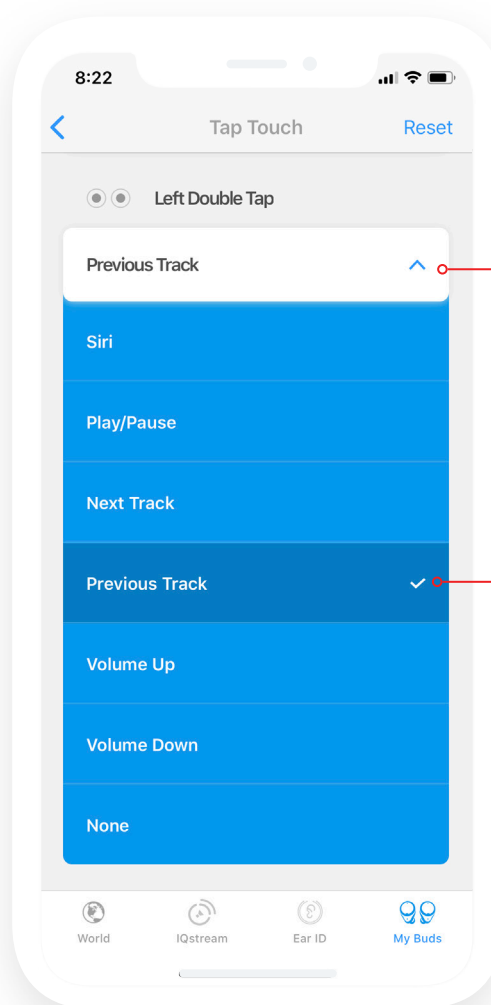 8:22
Tap Touch Reset
Left Double Tap
Previous Track
Siri
Play/Pause
Next Track
Previous Track
Volume Up
Volume Down
None
World IQstream Ear ID My Buds